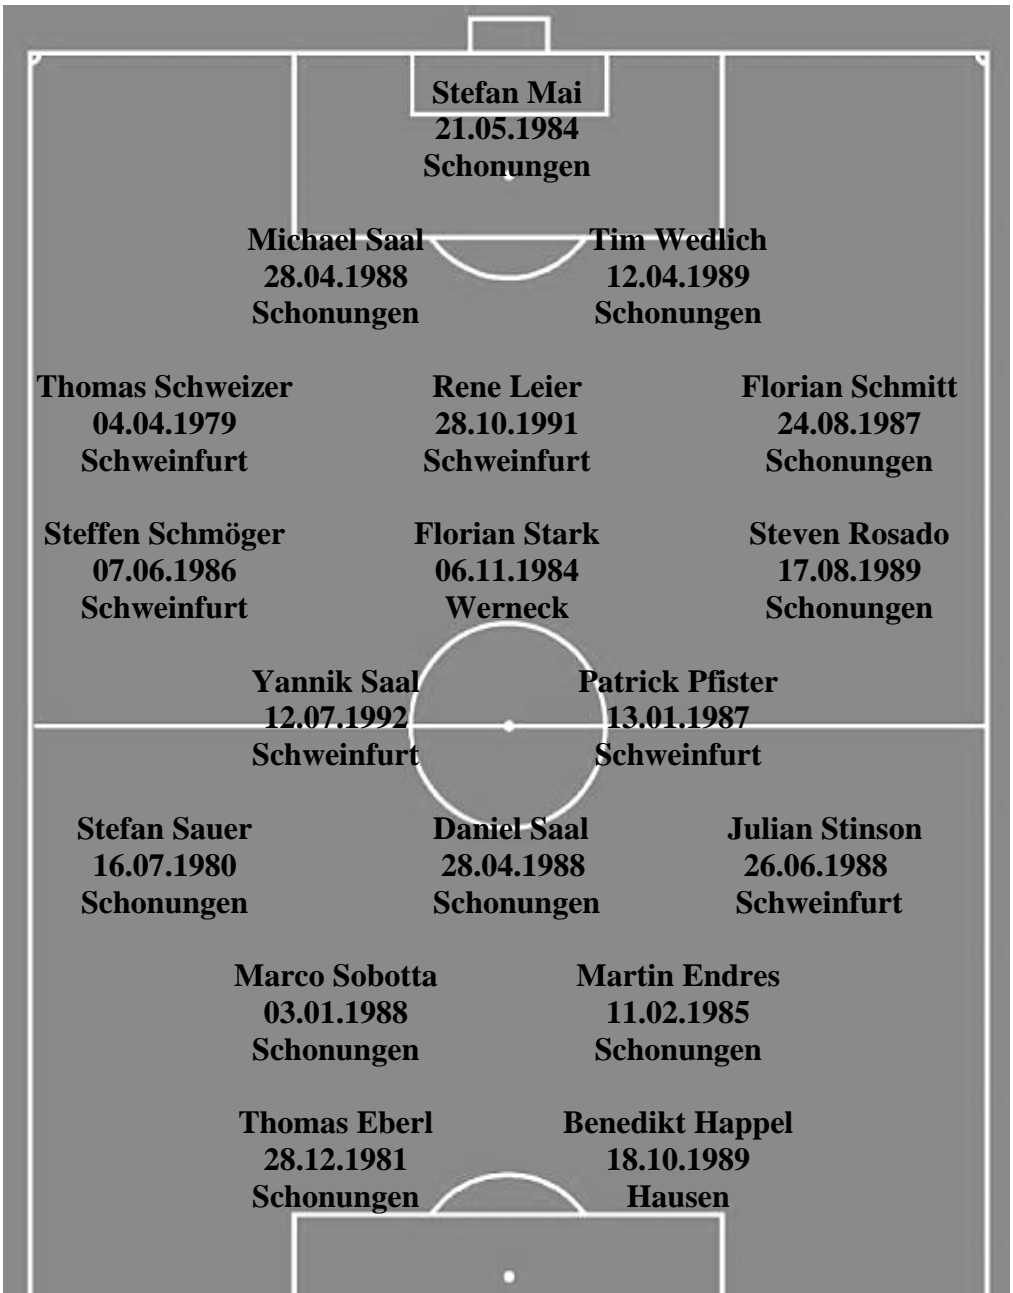 Stefan Mai
21.05.1984
Schonungen
Michael Saal Tim Wedlich
28.04.1988 12.04.1989
Schonungen Schonungen
Thomas Schweizer Rene Leier Florian Schmitt
04.04.1979 28.10.1991 24.08.1987
Schweinfurt Schweinfurt Schonungen
Steffen Schmöger Florian Stark Steven Rosado
07.06.1986 06.11.1984 17.08.1989
Schweinfurt Werneck Schonungen
Yannik Saal Patrick Pfister
12.07.1992 13.01.1987
Schweinfurt Schweinfurt
Stefan Sauer Daniel Saal Julian Stinson
16.07.1980 28.04.1988 26.06.1988
Schonungen Schonungen Schweinfurt
Marco Sobotta Martin Endres
03.01.1988 11.02.1985
Schonungen Schonungen
Thomas Eberl Benedikt Happel
28.12.1981 18.10.1989
Schonungen Hausen